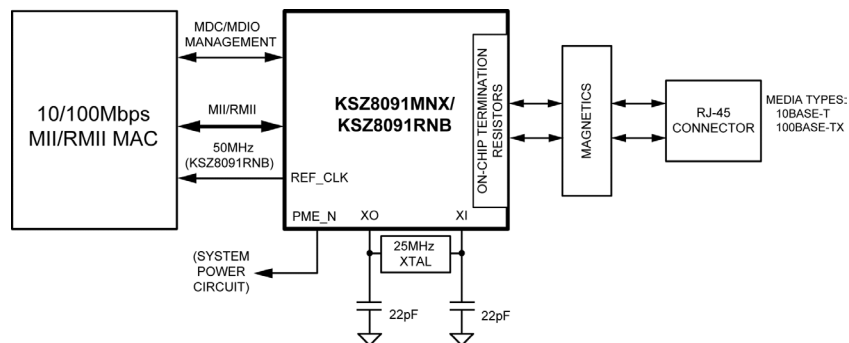 MDC/MDIO
MANAGEMENT
10/100Mbps
MII/RMII MAC
MII/RMII
50MHz
(KSZ8091RNB)
KSZ8091MNX/
KSZ8091RNB
REF_CLK
PME_N
XO
XI
ON-CHIP TERMINATION
RESISTORS
MAGNETICS
RJ-45
CONNECTOR
MEDIA TYPES:
10BASE-T
100BASE-TX
(SYSTEM
POWER
CIRCUIT)
25MHz
XTAL
22pF
22pF